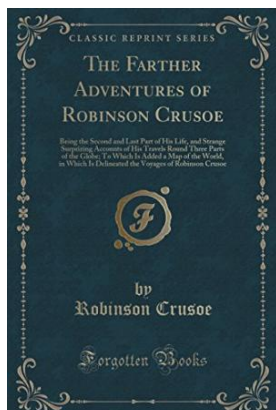 CLASSIC REPRINT SERIES
THE FARTHER
ADVENTURES OF
ROBINSON CRUSOE
Being the Second and Last Part of His Life, and Strange
Surprizing Accounts of His Travels Round Three Parts
of the Globe; To Which Is Added a Map of the World,
in Which Is Delineated the Voyages of Robinson Crusoe
F
by
Robinson Crusoe
Forgotten Books